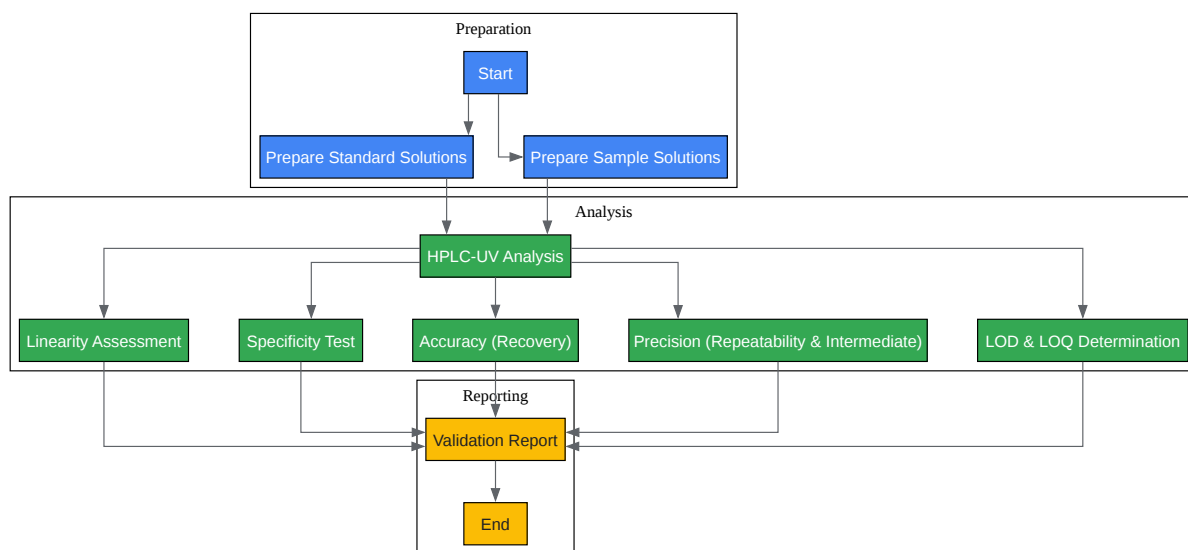 Preparation
Start
Prepare Standard Solutions
Prepare Sample Solutions
Analysis
HPLC-UV Analysis
Linearity Assessment
Specificity Test
Accuracy (Recovery)
Precision (Repeatability & Intermediate)
LOD & LOQ Determination
Reporting
Validation Report
End